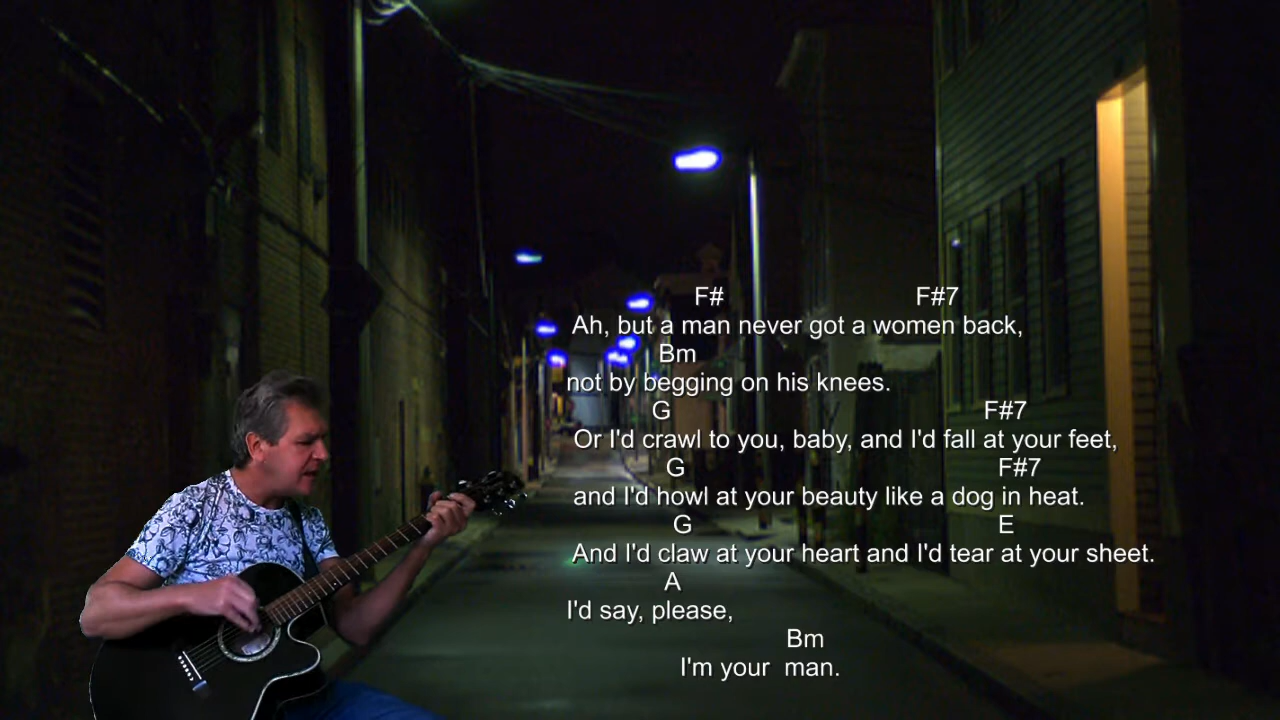 F# F#7
Ah, but a man never got a women back,
Bm
not by begging on his knees.
G F#7
Or I'd crawl to you, baby, and I'd fall at your feet,
G F#7
and I'd howl at your beauty like a dog in heat.
G E
And I'd claw at your heart and I'd tear at your sheet.
A
I'd say, please,
Bm
I'm your man.